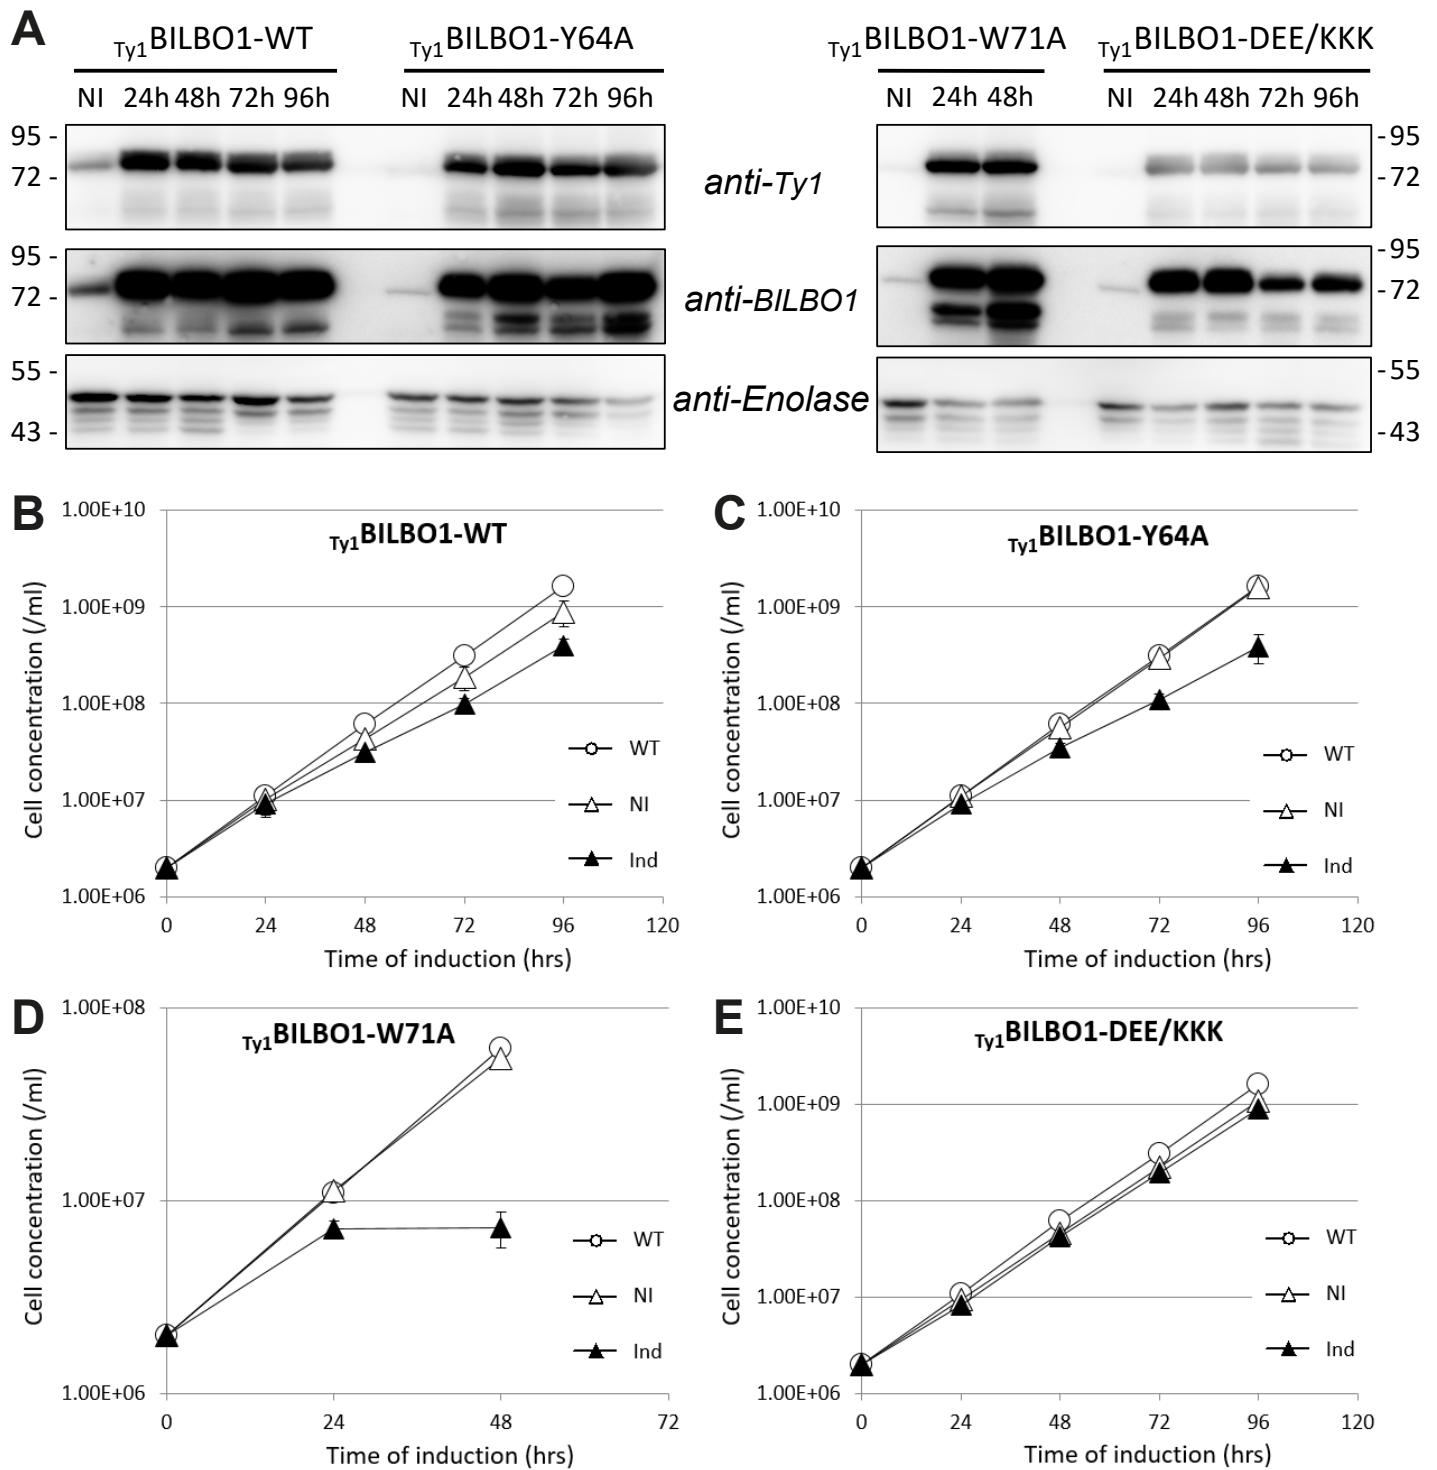 A
Ty1BILBO1-WT Ty1BILBO1-Y64A Ty1BILBO1-W71A Ty1BILBO1-DEE/KKK
NI 24h 48h 72h 96h NI 24h 48h 72h 96h NI 24h 48h NI 24h 48h 72h 96h
95 - -95
72 - anti-Ty1 -72
95 - -95
72 - anti-BILBO1 -72
55 - -55
anti-Enolase
43 - -43
B
Ty1BILBO1-WT
1.00E+10
1.00E+09
1.00E+08
1.00E+07
1.00E+06
Cell concentration (/ml)
WT
NI
Ind
0 24 48 72 96 120
Time of induction (hrs)
C
Ty1BILBO1-Y64A
1.00E+10
1.00E+09
1.00E+08
1.00E+07
1.00E+06
Cell concentration (/ml)
WT
NI
Ind
0 24 48 72 96 120
Time of induction (hrs)
D
Ty1BILBO1-W71A
1.00E+08
1.00E+07
1.00E+06
Cell concentration (/ml)
WT
NI
Ind
0 24 48 72
Time of induction (hrs)
E
Ty1BILBO1-DEE/KKK
1.00E+10
1.00E+09
1.00E+08
1.00E+07
1.00E+06
Cell concentration (/ml)
WT
NI
Ind
0 24 48 72 96 120
Time of induction (hrs)